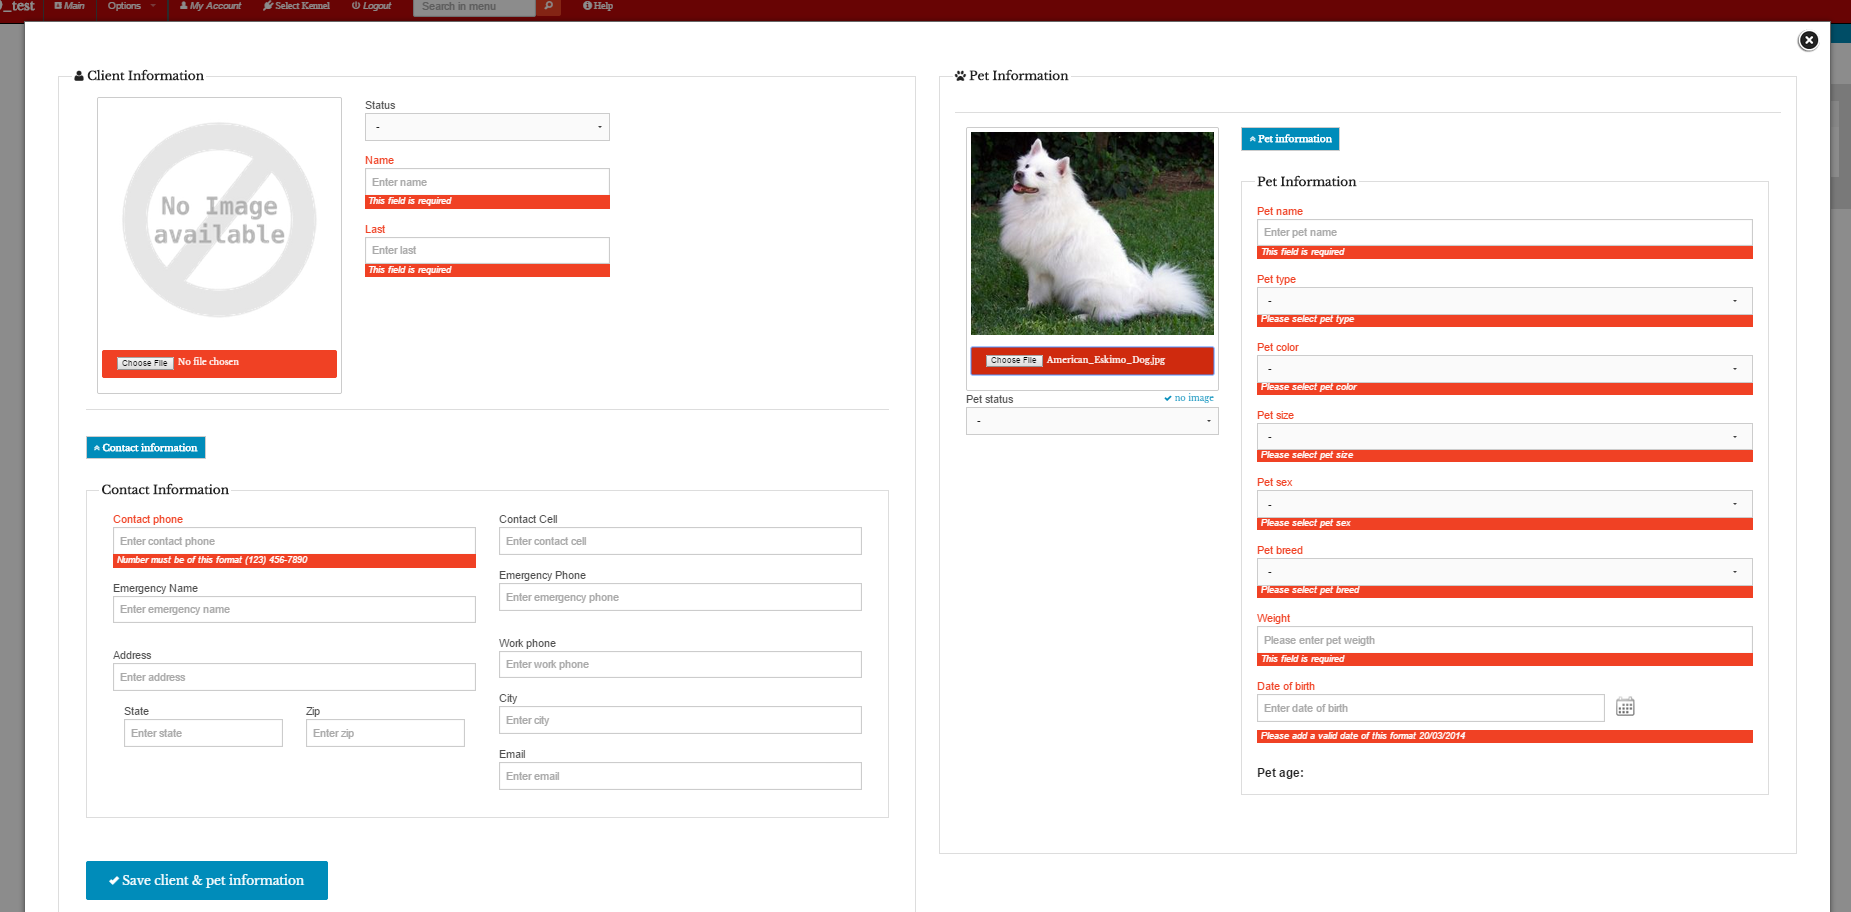 _test
Main
Options
My Account
Select Kennel
Logout
Search in menu
Help
Client Information
No Image
available
Choose File No file chosen
Status
-
Name
Enter name
This field is required
Last
Enter last
This field is required
Contact information
Contact Information
Contact phone
Enter contact phone
Number must be of this format (123) 456-7890
Contact Cell
Enter contact cell
Emergency Name
Enter emergency name
Emergency Phone
Enter emergency phone
Address
Enter address
Work phone
Enter work phone
State
Enter state
Zip
Enter zip
City
Enter city
Email
Enter email
Save client & pet information
Pet Information
Choose File American_Eskimo_Dog.jpg
Pet status
no image
-
Pet information
Pet Information
Pet name
Enter pet name
This field is required
Pet type
-
Please select pet type
Pet color
-
Please select pet color
Pet size
-
Please select pet size
Pet sex
-
Please select pet sex
Pet breed
-
Please select pet breed
Weight
Please enter pet weigth
This field is required
Date of birth
Enter date of birth
Please add a valid date of this format 20/03/2014
Pet age: